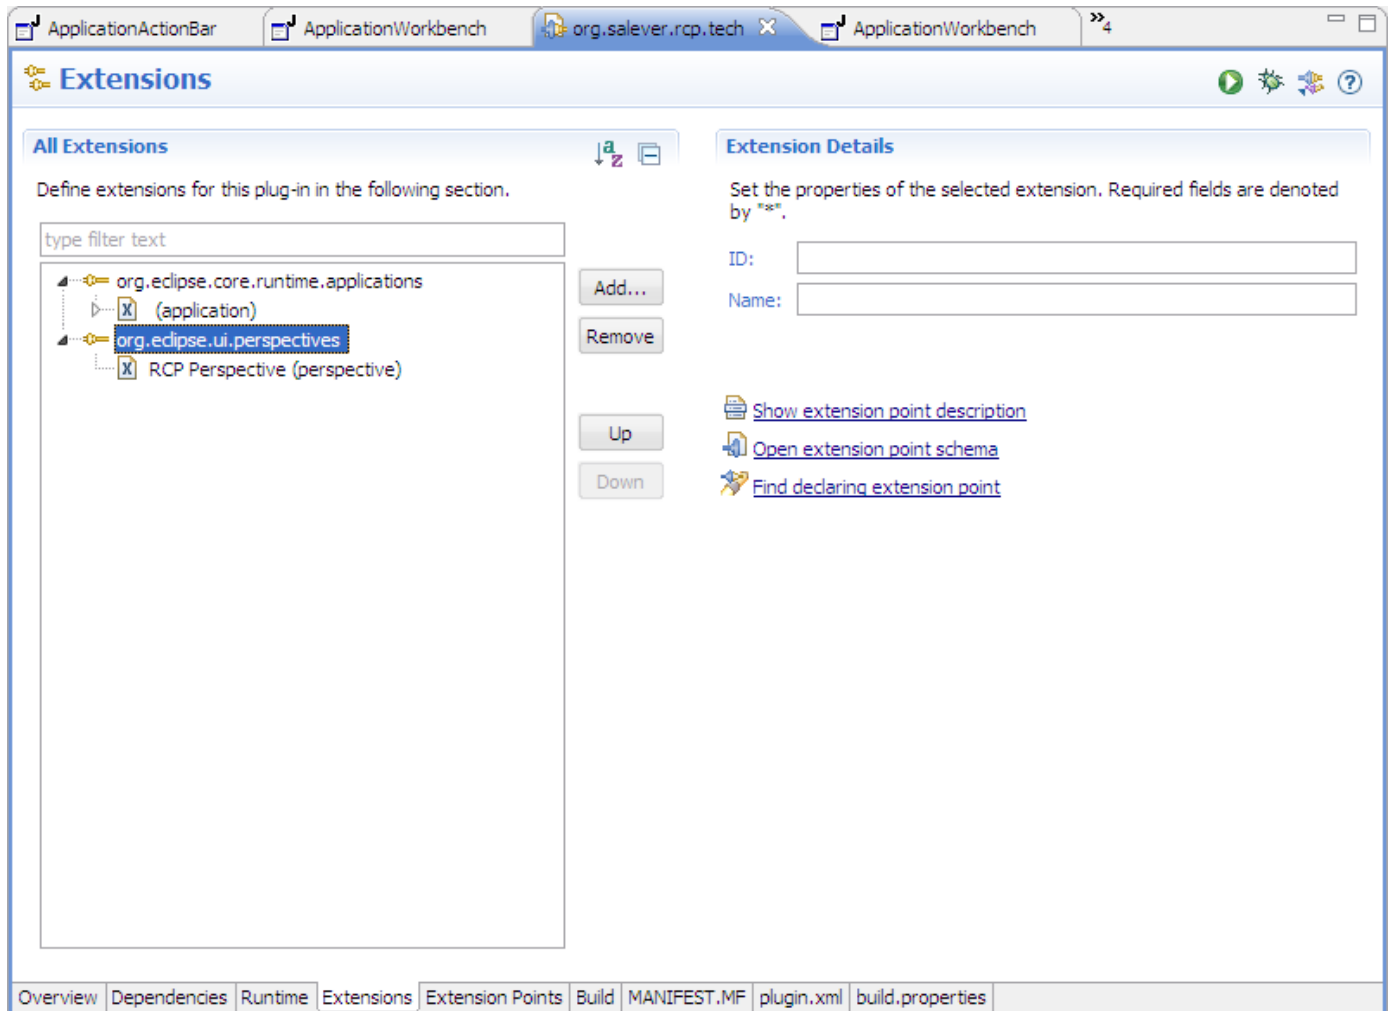 ApplicationActionBar
ApplicationWorkbench
org.salever.rcp.tech
ApplicationWorkbench
»4
Extensions
All Extensions
Define extensions for this plug-in in the following section.
type filter text
org.eclipse.core.runtime.applications
(application)
org.eclipse.ui.perspectives
RCP Perspective (perspective)
Add...
Remove
Up
Down
Extension Details
Set the properties of the selected extension. Required fields are denoted
by "*".
ID:
Name:
Show extension point description
Open extension point schema
Find declaring extension point
Overview Dependencies Runtime Extensions Extension Points Build MANIFEST.MF plugin.xml build.properties